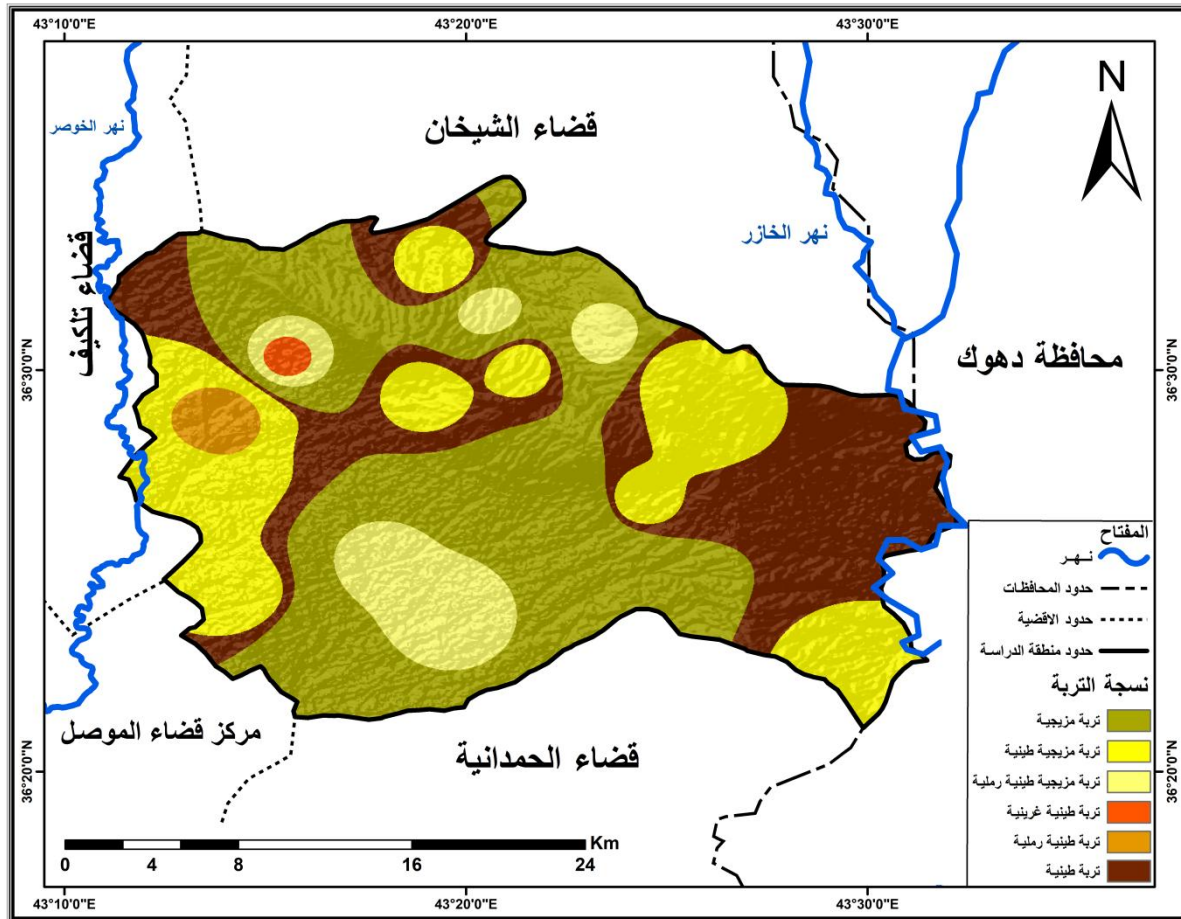 43°10'0"E
43°20'0"E
43°30'0"E
N
نهر الخوصر
قضاء الشيخان
نهر الخازر
قضاء تلكيف
محافظة دهوك
36°30'0"N
36°30'0"N
المفتاح
نهر
حدود المحافظات
حدود الاقضية
حدود منطقة الدراسة
نسجة التربة
تربة مزيجية
تربة مزيجية طينية
تربة مزيجية طينية رملية
تربة طينية غرينية
تربة طينية رملية
تربة طينية
مركز قضاء الموصل
قضاء الحمدانية
36°20'0"N
36°20'0"N
Km
0 4 8 16 24
43°10'0"E
43°20'0"E
43°30'0"E